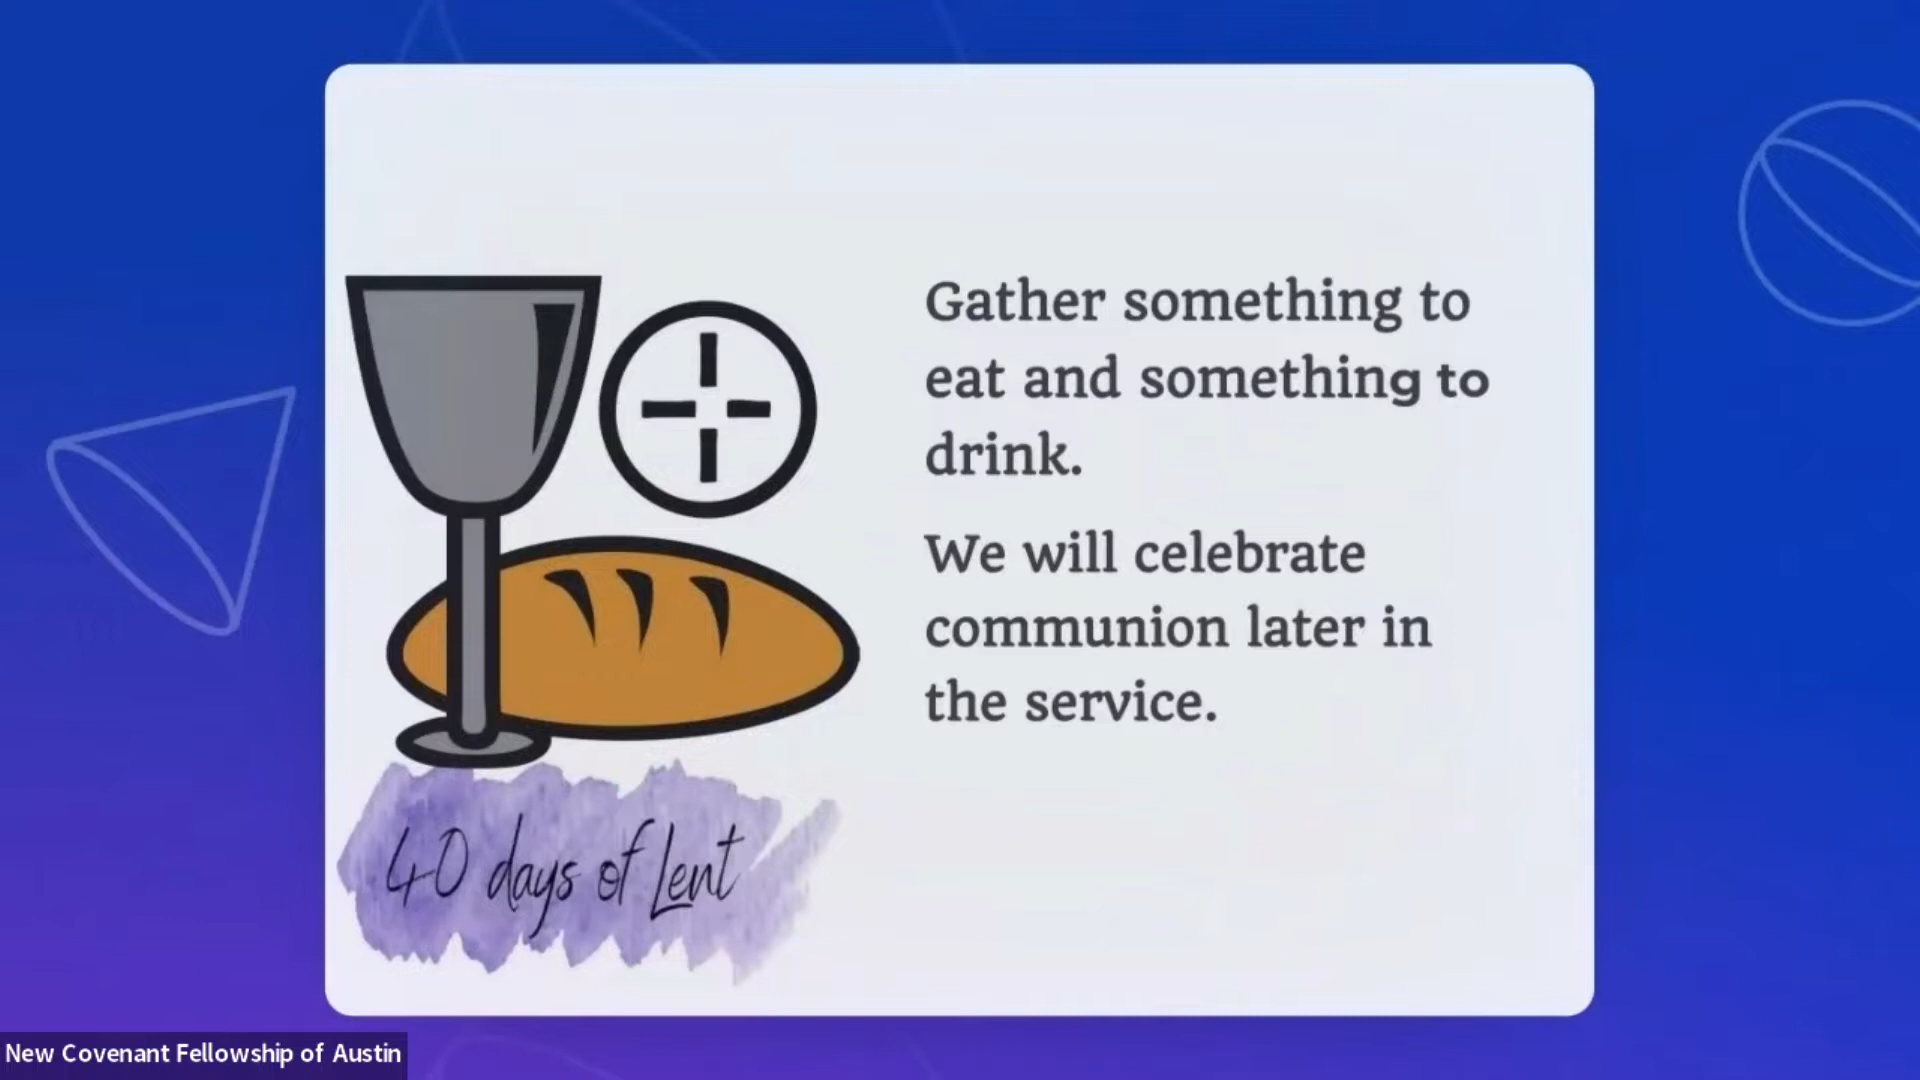 Gather something to
eat and something to
drink.
We will celebrate
communion later in
the service.
40 days of Lent
New Covenant Fellowship of Austin